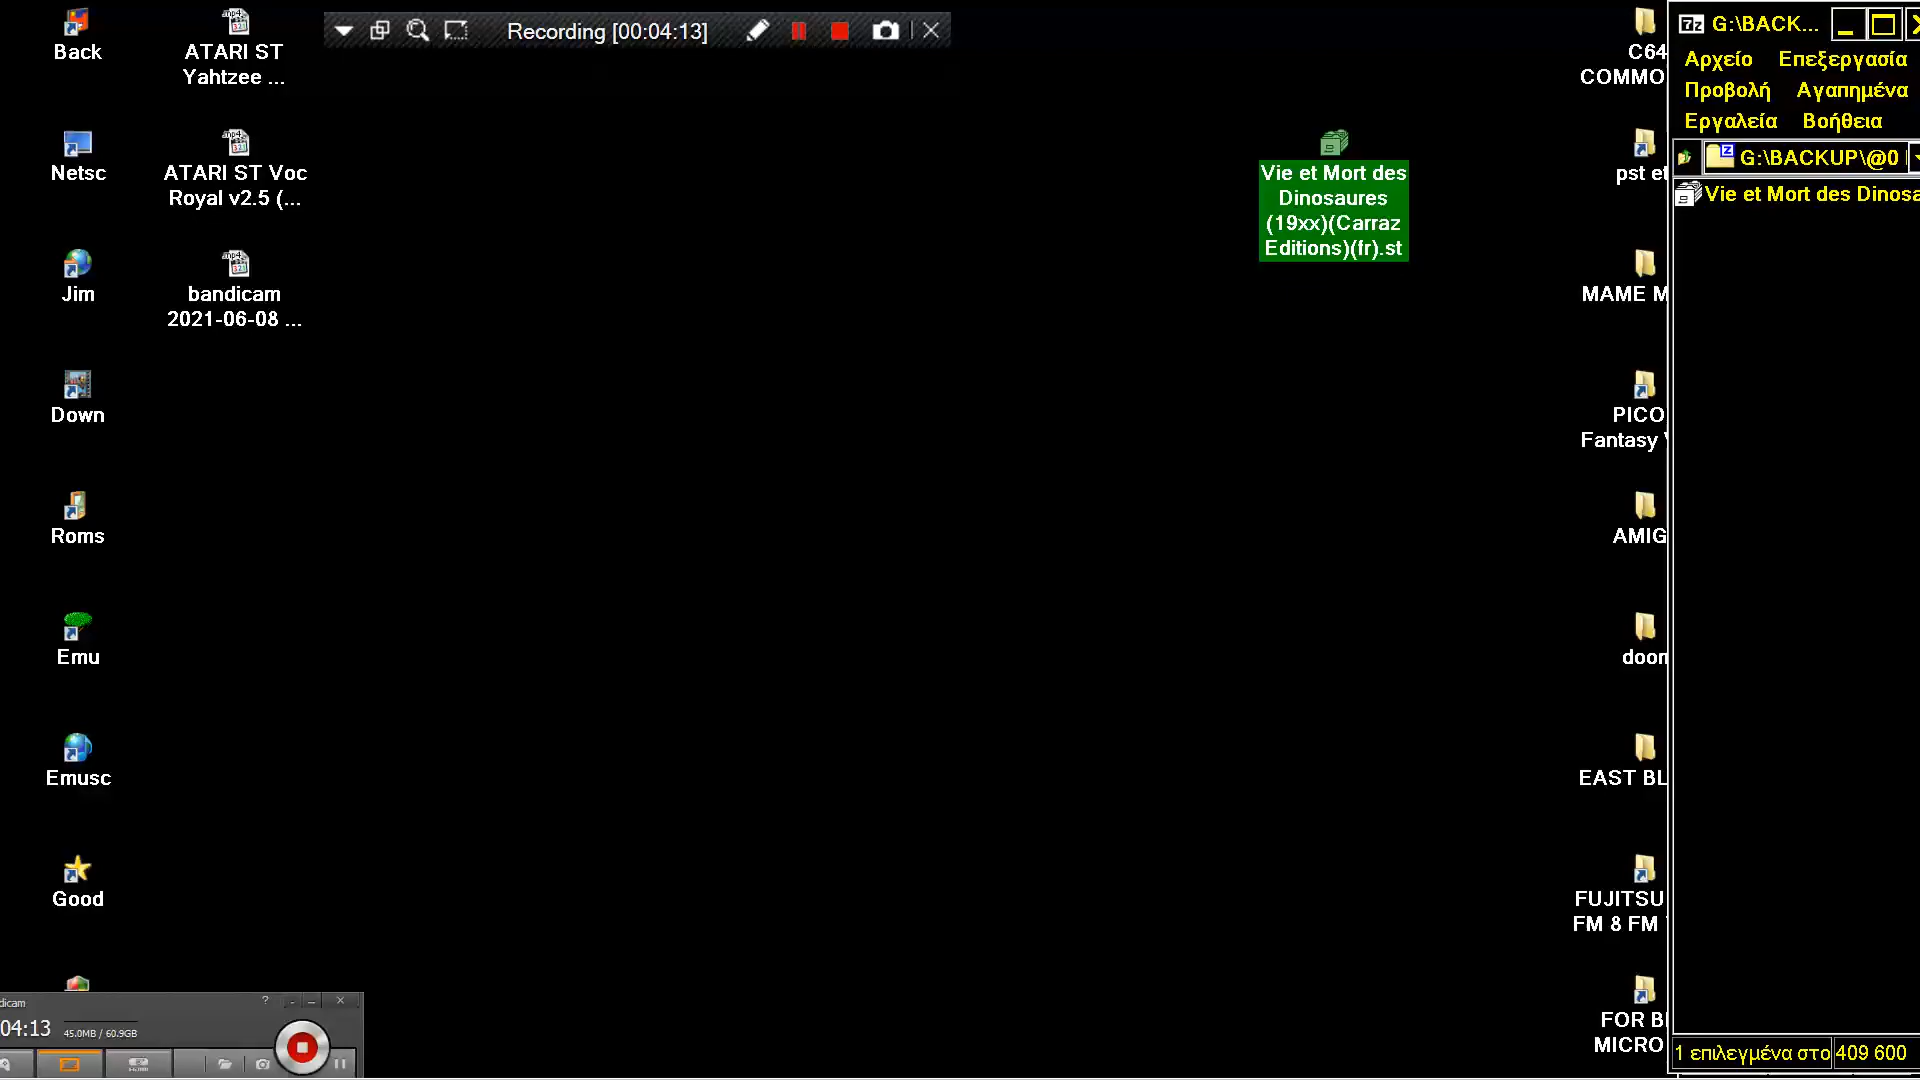 Back
ATARI ST
Yahtzee ...
Recording [00:04:13]
C64
COMMO
G:\BACK...
Αρχείο Επεξεργασία
Προβολή Αγαπημένα
Εργαλεία Βοήθεια
G:\BACKUP\@0
Vie et Mort des Dinosa
Netsc
ATARI ST Voc
Royal v2.5 (...
Vie et Mort des
Dinosaures
(19xx)(Carraz
Editions)(fr).st
pst et
Jim
bandicam
2021-06-08 ...
MAME M
Down
PICO
Fantasy
Roms
AMIG
Emu
doom
Emusc
EAST BL
Good
FUJITSU
FM 8 FM
FOR B
MICRO
dicam
04:13
45.0MB / 60.9GB
1 επιλεγμένα στο
409 600